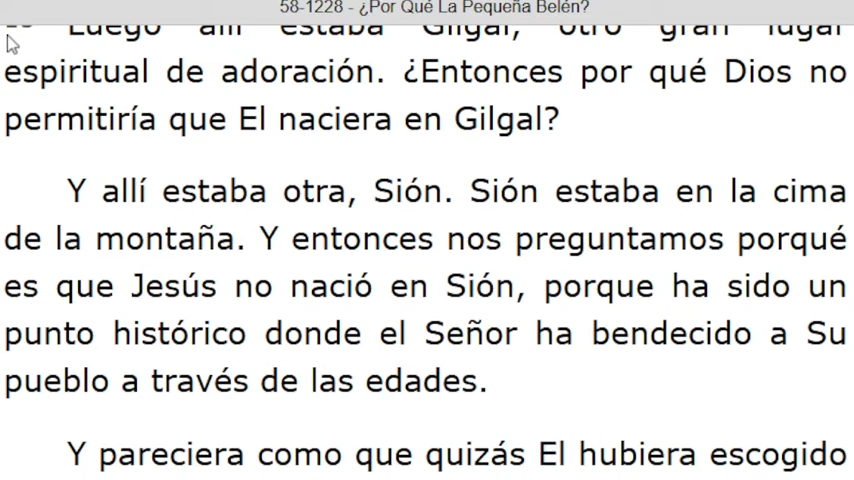 58-1228 - ¿Por Qué La Pequeña Belén?
Luego allí estaba Gilgal, otro gran lugar
espiritual de adoración. ¿Entonces por qué Dios no
permitiría que El naciera en Gilgal?
Y allí estaba otra, Sión. Sión estaba en la cima
de la montaña. Y entonces nos preguntamos porqué
es que Jesús no nació en Sión, porque ha sido un
punto histórico donde el Señor ha bendecido a Su
pueblo a través de las edades.
Y pareciera como que quizás El hubiera escogido